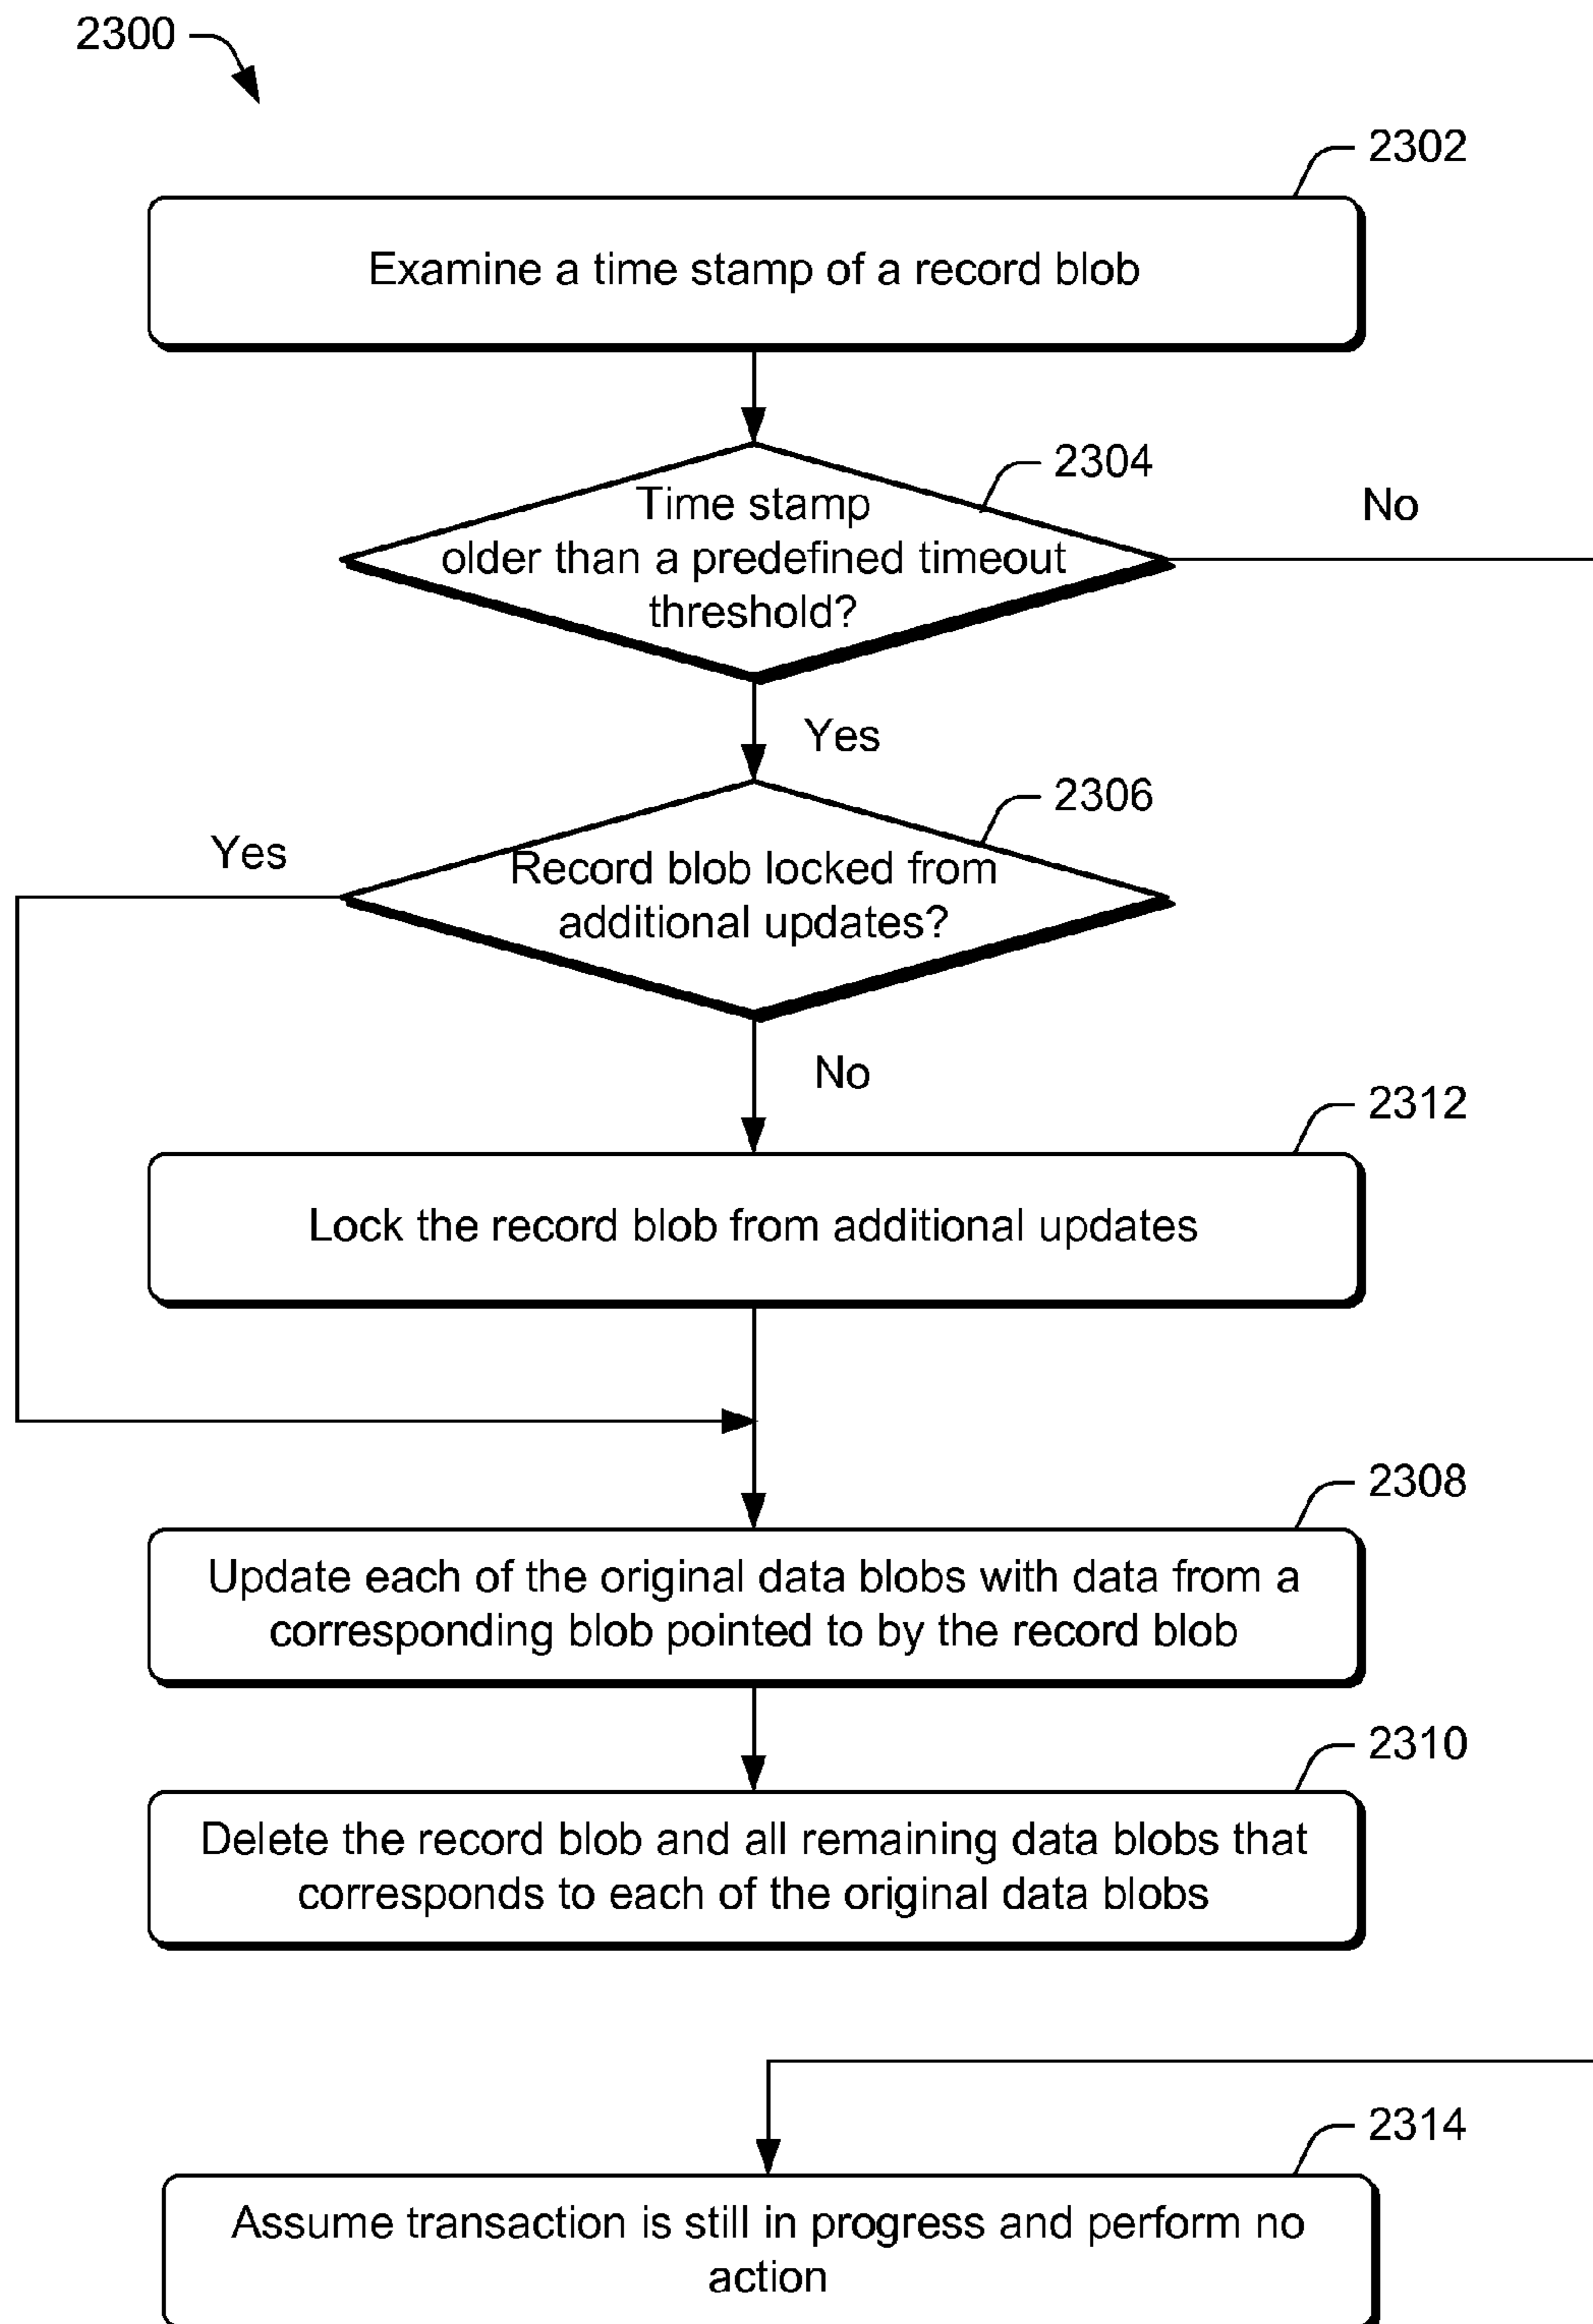 2300
2302
Examine a time stamp of a record blob
2304
Time stamp
older than a predefined timeout
threshold?
No
Yes
2306
Yes
Record blob locked from
additional updates?
No
2312
Lock the record blob from additional updates
2308
Update each of the original data blobs with data from a
corresponding blob pointed to by the record blob
2310
Delete the record blob and all remaining data blobs that
corresponds to each of the original data blobs
2314
Assume transaction is still in progress and perform no
action